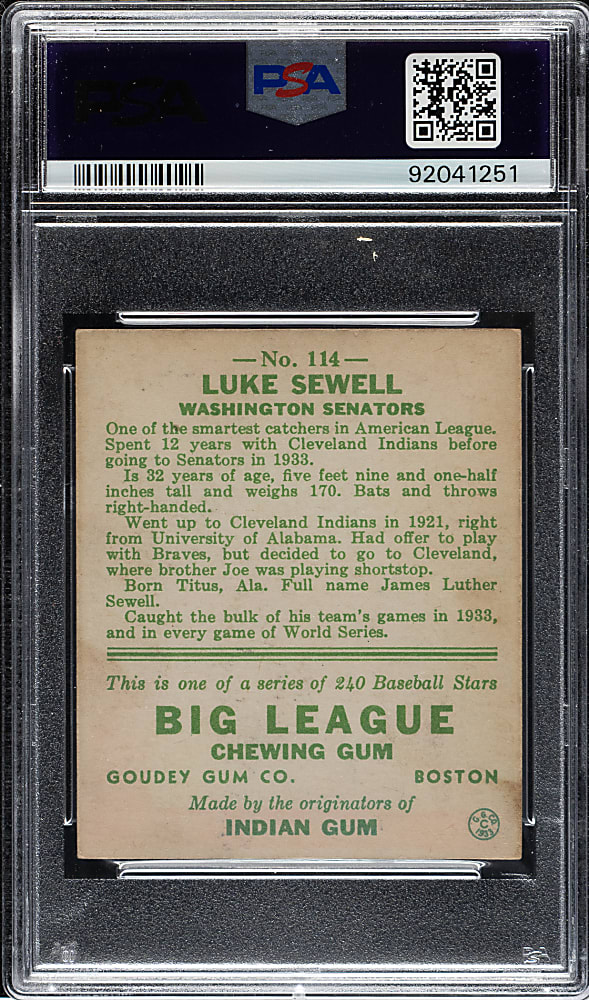 PSA
PSA
92041251
— No. 114 —
LUKE SEWELL
WASHINGTON SENATORS
One of the smartest catchers in American League.
Spent 12 years with Cleveland Indians before
going to Senators in 1933.
Is 32 years of age, five feet nine and one-half
inches tall and weighs 170. Bats and throws
right-handed.
Went up to Cleveland Indians in 1921, right
from University of Alabama. Had offer to play
with Braves, but decided to go to Cleveland,
where brother Joe was playing shortstop.
Born Titus, Ala. Full name James Luther
Sewell.
Caught the bulk of his team's games in 1933,
and in every game of World Series.
This is one of a series of 240 Baseball Stars
BIG LEAGUE
CHEWING GUM
GOUDEY GUM CO. BOSTON
Made by the originators of
INDIAN GUM
G. G. CO.
C
1933